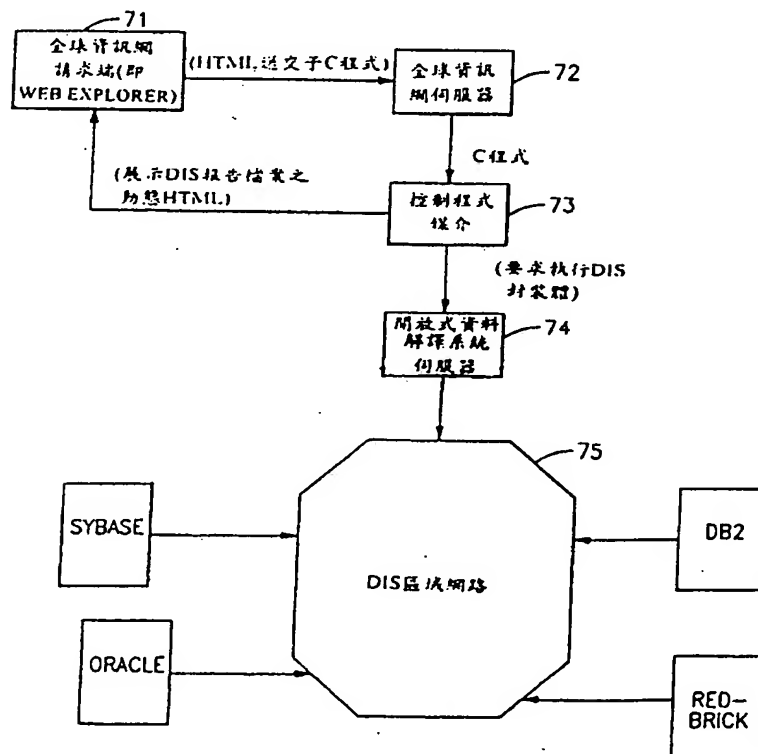 71
全球資訊網
請求端(即
WEB EXPLORER)
(HTML送交予C程式)
全球資訊
網伺服器
72
C程式
(展示DIS報告檔案之
動態HTML)
控制程式
媒介
73
(要求執行DIS
封裝體)
開放式資料
解譯系統
伺服器
74
75
SYBASE
DB2
DIS區域網路
ORACLE
RED-
BRICK